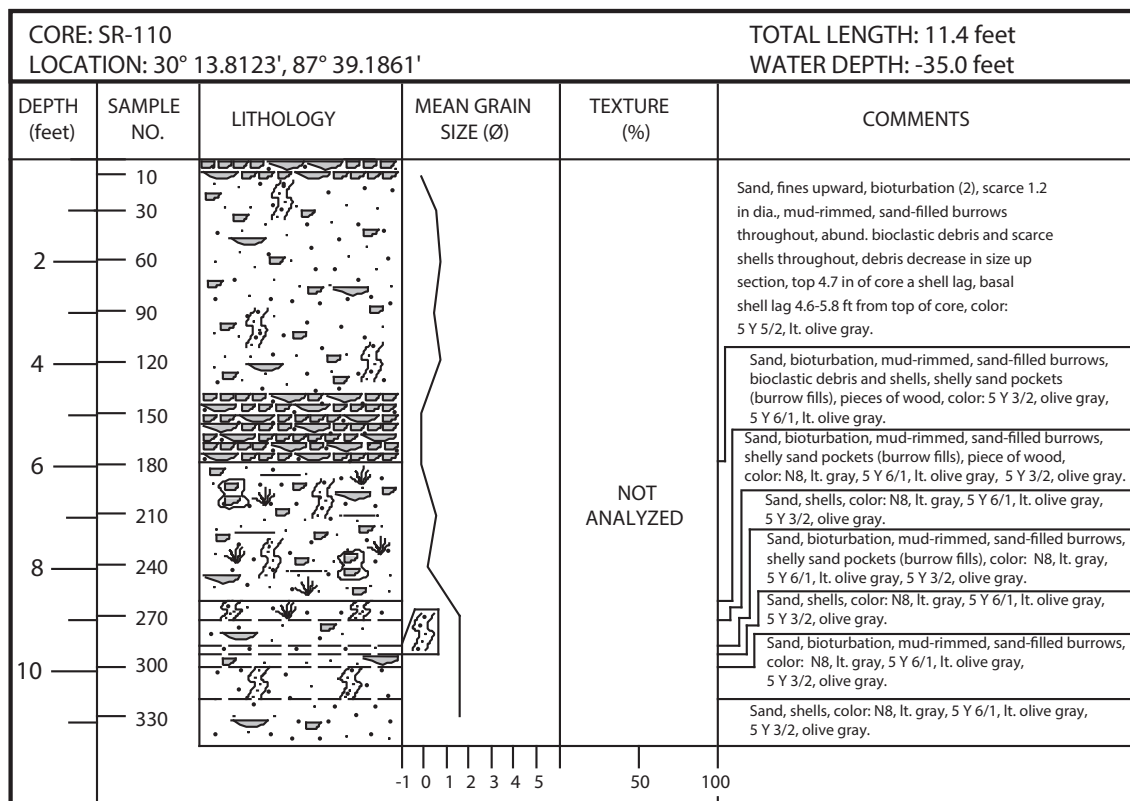 CORE: SR-110
TOTAL LENGTH: 11.4 feet
LOCATION: 30° 13.8123', 87° 39.1861'
WATER DEPTH: -35.0 feet
DEPTH
(feet)
SAMPLE
NO.
LITHOLOGY
MEAN GRAIN
SIZE (Ø)
TEXTURE
(%)
COMMENTS
2
4
6
8
10
10
30
60
90
120
150
180
210
240
270
300
330
-1 0 1 2 3 4 5
NOT
ANALYZED
50 100
Sand, fines upward, bioturbation (2), scarce 1.2
in dia., mud-rimmed, sand-filled burrows
throughout, abund. bioclastic debris and scarce
shells throughout, debris decrease in size up
section, top 4.7 in of core a shell lag, basal
shell lag 4.6-5.8 ft from top of core, color:
5 Y 5/2, lt. olive gray.
Sand, bioturbation, mud-rimmed, sand-filled burrows,
bioclastic debris and shells, shelly sand pockets
(burrow fills), pieces of wood, color: 5 Y 3/2, olive gray,
5 Y 6/1, lt. olive gray.
Sand, bioturbation, mud-rimmed, sand-filled burrows,
shelly sand pockets (burrow fills), piece of wood,
color: N8, lt. gray, 5 Y 6/1, lt. olive gray, 5 Y 3/2, olive gray.
Sand, shells, color: N8, lt. gray, 5 Y 6/1, lt. olive gray,
5 Y 3/2, olive gray.
Sand, bioturbation, mud-rimmed, sand-filled burrows,
shelly sand pockets (burrow fills), color: N8, lt. gray,
5 Y 6/1, lt. olive gray, 5 Y 3/2, olive gray.
Sand, shells, color: N8, lt. gray, 5 Y 6/1, lt. olive gray,
5 Y 3/2, olive gray.
Sand, bioturbation, mud-rimmed, sand-filled burrows,
color: N8, lt. gray, 5 Y 6/1, lt. olive gray,
5 Y 3/2, olive gray.
Sand, shells, color: N8, lt. gray, 5 Y 6/1, lt. olive gray,
5 Y 3/2, olive gray.